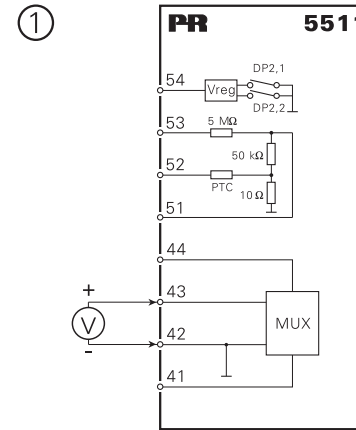 1
PR 551
54
Vreg
DP2,1
DP2,2
53
5 MΩ
50 kΩ
52
PTC
10 Ω
51
44
+
43
V
MUX
42
-
41